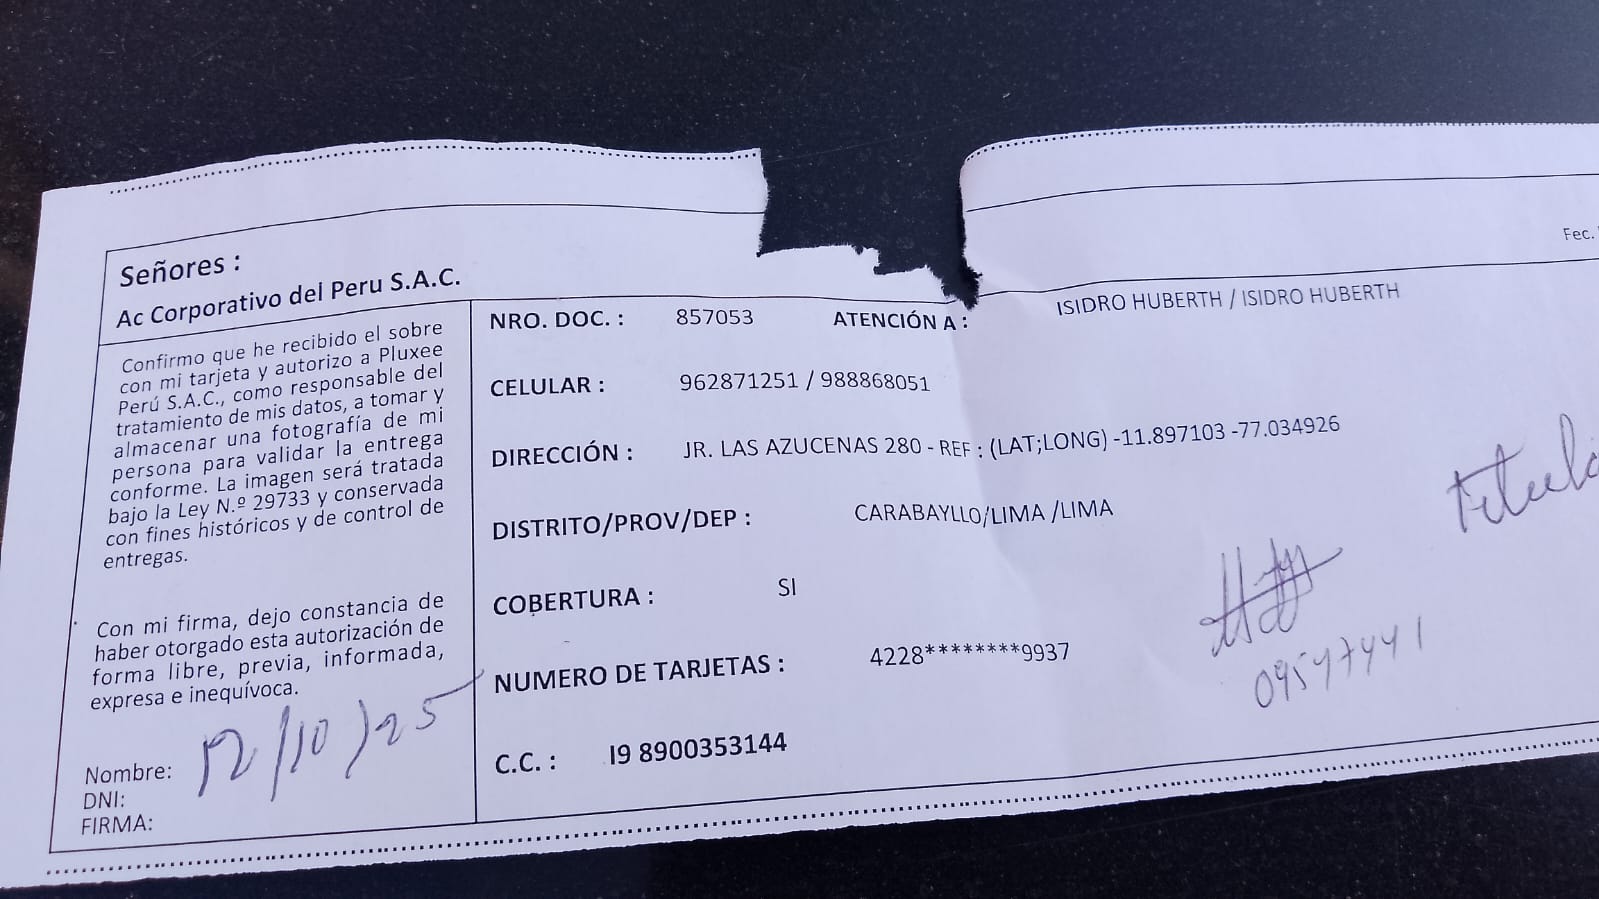 Fec.
Señores :
Ac Corporativo del Peru S.A.C.
Confirmo que he recibido el sobre
con mi tarjeta y autorizo a Pluxee
Perú S.A.C., como responsable del
tratamiento de mis datos, a tomar y
almacenar una fotografía de mi
persona para validar la entrega
conforme. La imagen será tratada
bajo la Ley N.º 29733 y conservada
con fines históricos y de control de
entregas.
Con mi firma, dejo constancia de
haber otorgado esta autorización de
forma libre, previa, informada,
expresa e inequívoca.
12/10/25
Nombre:
DNI:
FIRMA:
NRO. DOC. : 857053 ATENCIÓN A : ISIDRO HUBERTH / ISIDRO HUBERTH
CELULAR : 962871251 / 988868051
DIRECCIÓN : JR. LAS AZUCENAS 280 - REF : (LAT;LONG) -11.897103 -77.034926
DISTRITO/PROV/DEP : CARABAYLLO/LIMA /LIMA
COBERTURA : SI
NUMERO DE TARJETAS : 4228********9937
C.C. : I9 8900353144
09547441